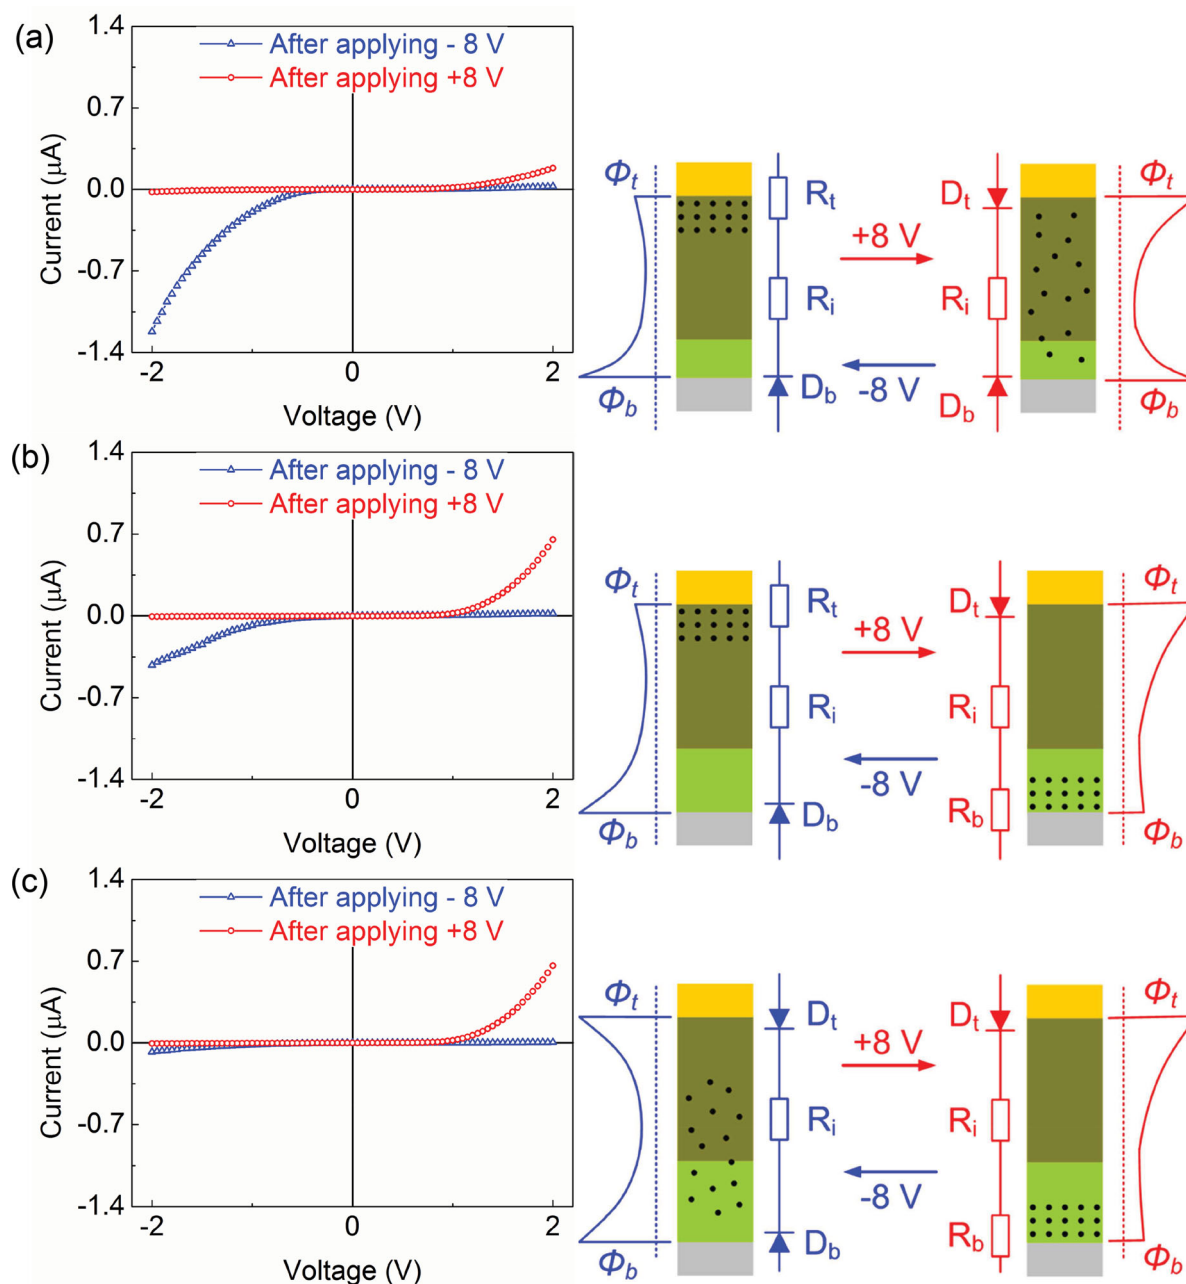 (a)
1.4
0.7
0.0
-0.7
-1.4
Current (µA)
After applying - 8 V
After applying +8 V
-2
0
2
Voltage (V)
Φt
Φb
Rt
Ri
Db
+8 V
-8 V
Dt
Ri
Db
Φt
Φb
(b)
1.4
0.7
0.0
-0.7
-1.4
Current (µA)
After applying - 8 V
After applying +8 V
-2
0
2
Voltage (V)
Φt
Φb
Rt
Ri
Db
+8 V
-8 V
Dt
Ri
Rb
Φt
Φb
(c)
1.4
0.7
0.0
-0.7
-1.4
Current (µA)
After applying - 8 V
After applying +8 V
-2
0
2
Voltage (V)
Φt
Φb
Dt
Ri
Db
+8 V
-8 V
Dt
Ri
Rb
Φt
Φb